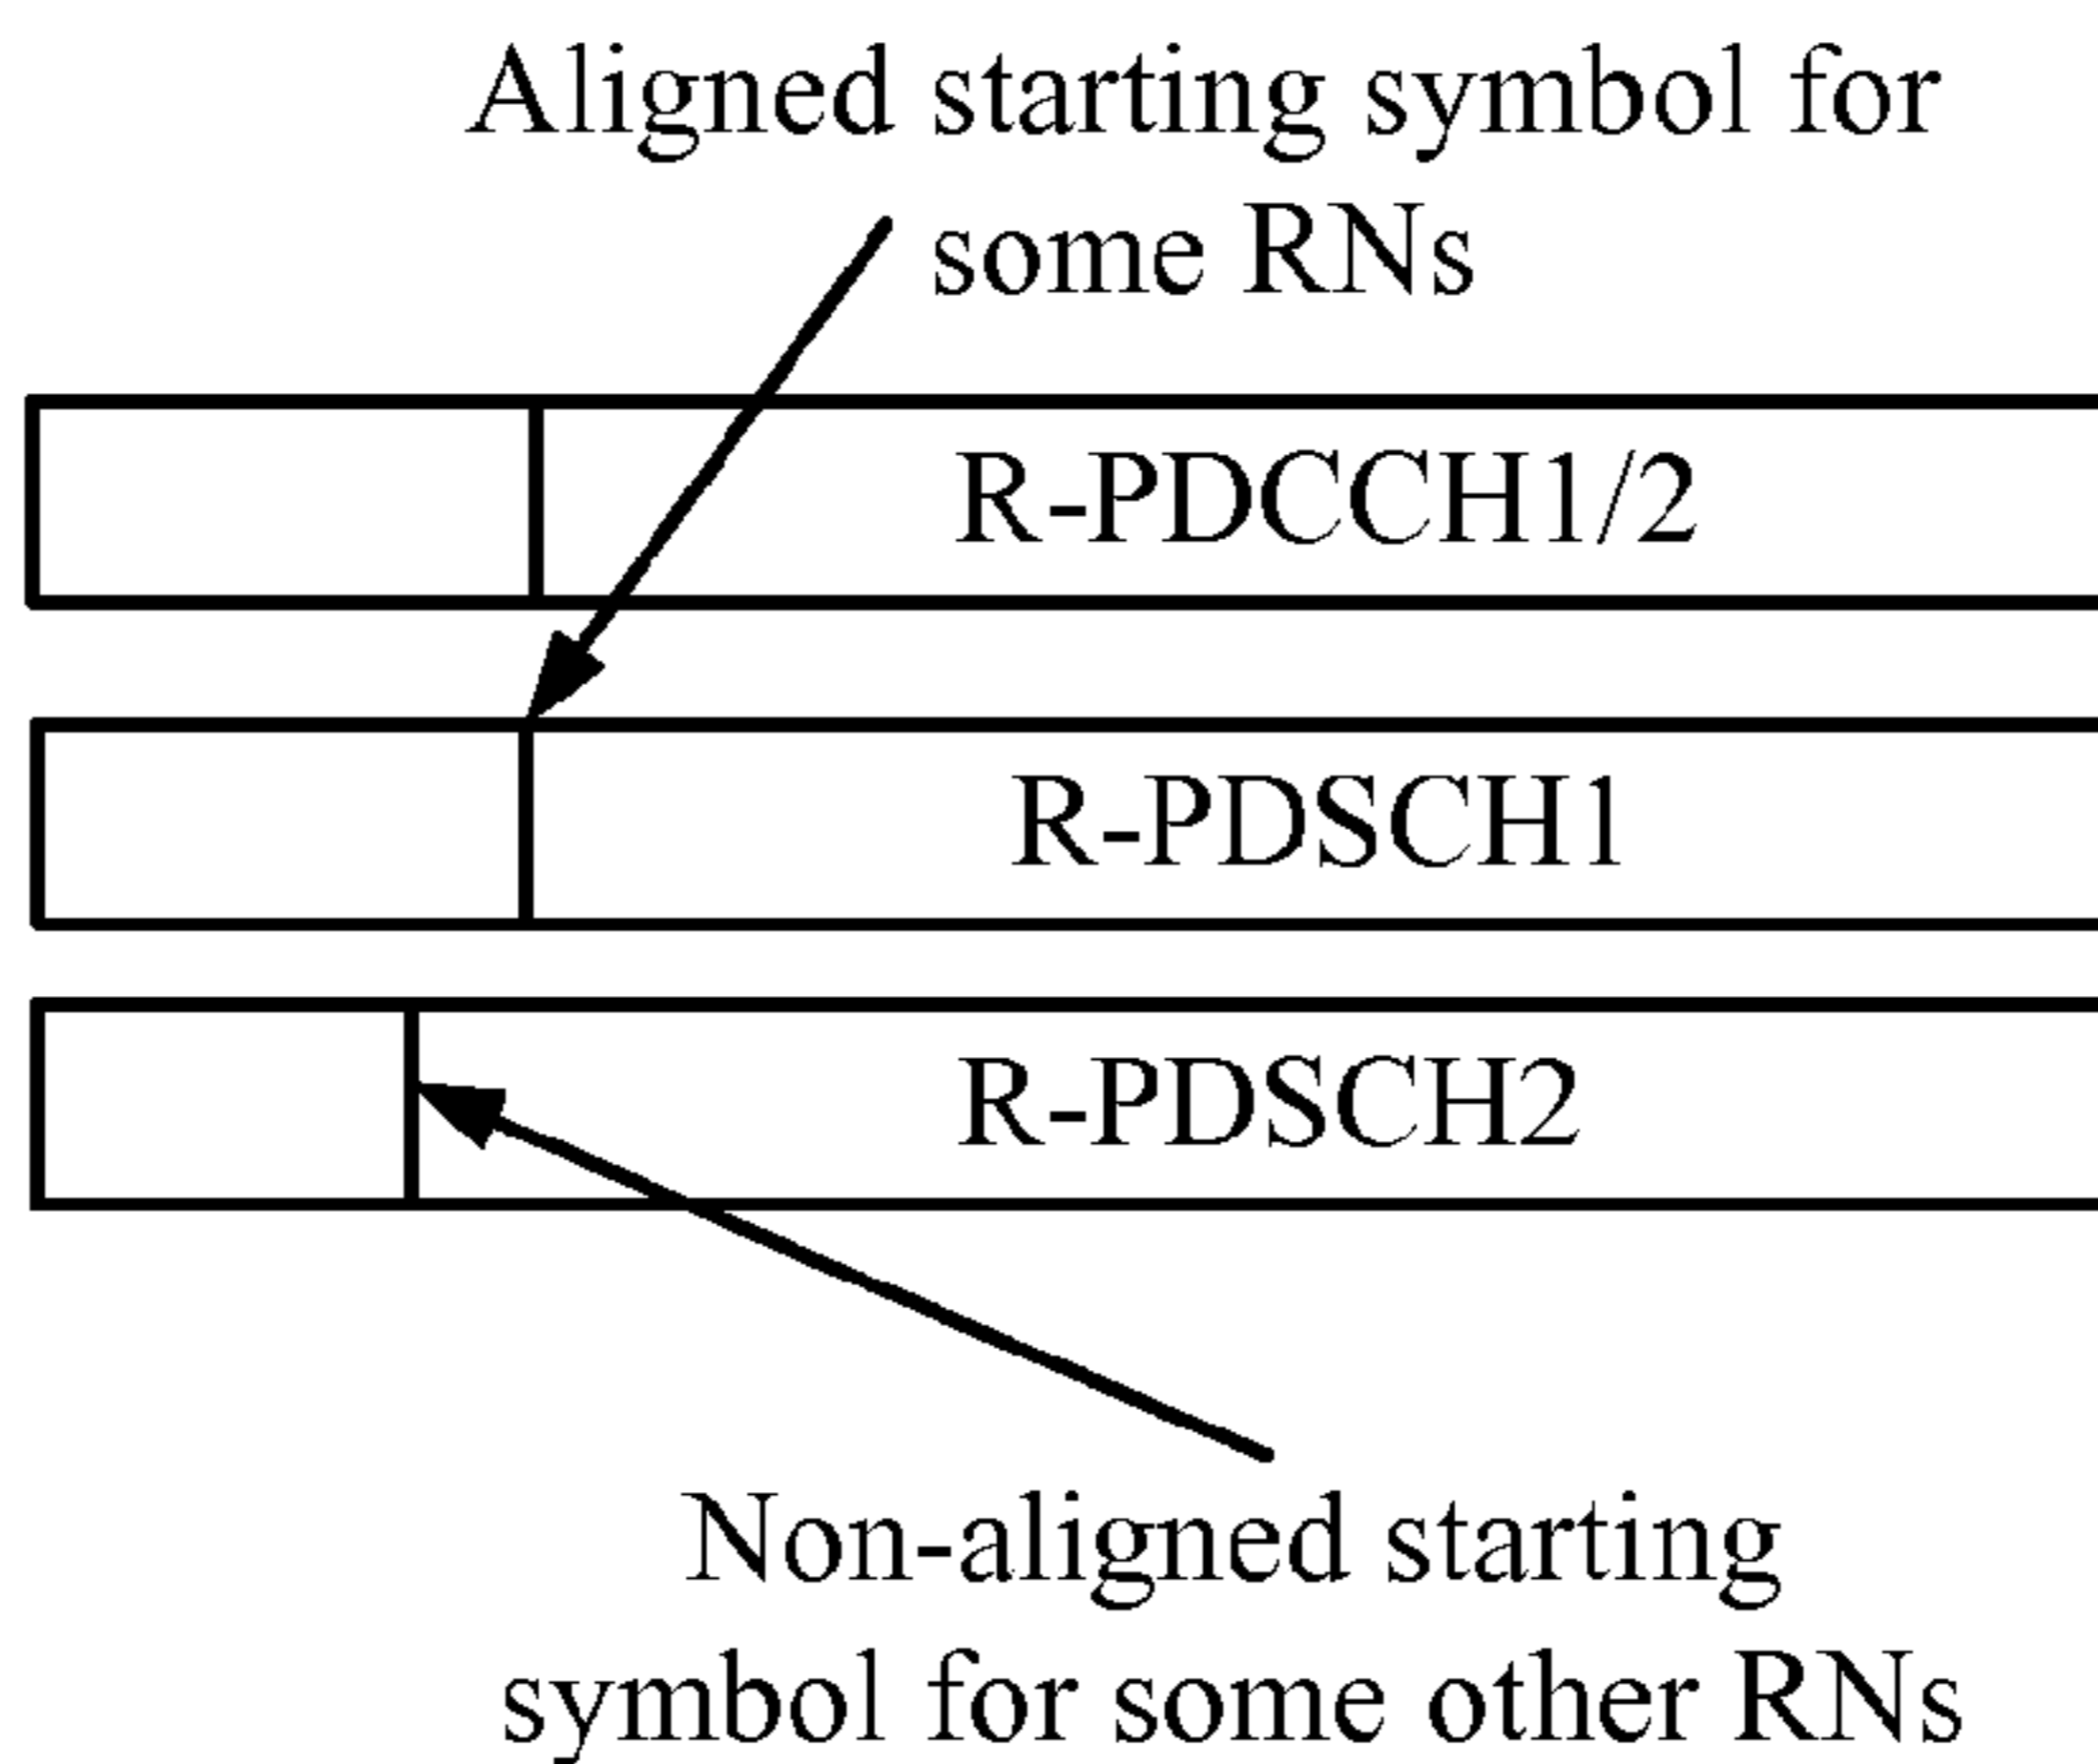 Aligned starting symbol for
some RNs
R-PDCCH1/2
R-PDSCH1
R-PDSCH2
Non-aligned starting
symbol for some other RNs